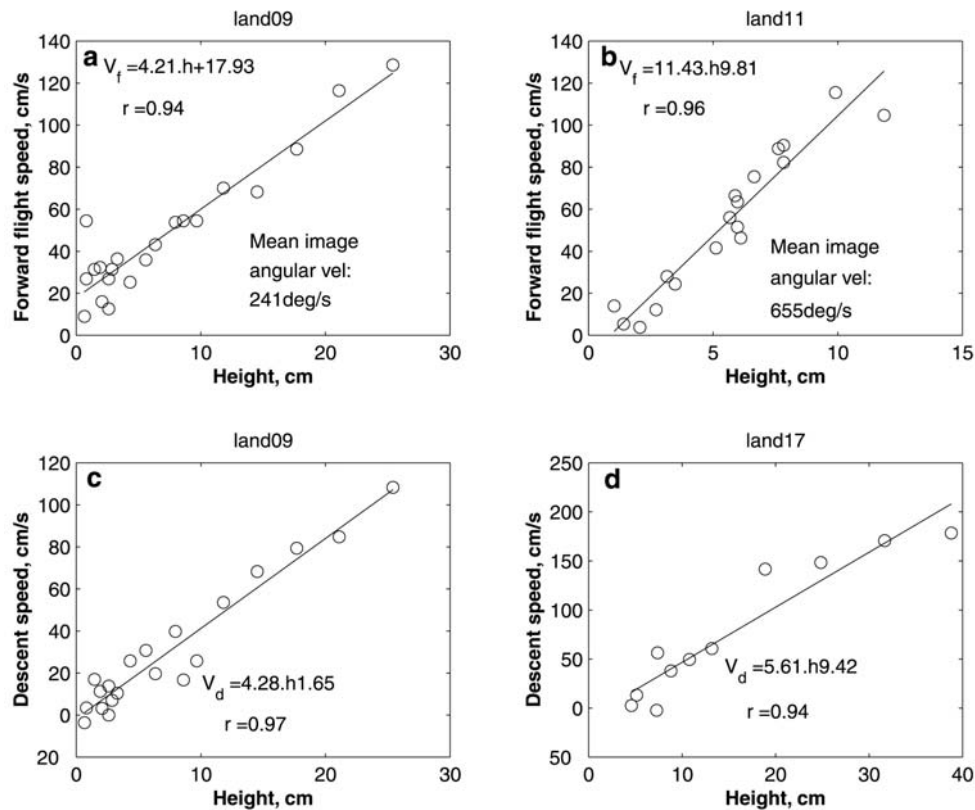 land09
a
V_f =4.21.h+17.93
r =0.94
Mean image
angular vel:
241deg/s
Forward flight speed, cm/s
140
120
100
80
60
40
20
0
0 10 20 30
Height, cm
land11
b
V_f =11.43.h9.81
r =0.96
Mean image
angular vel:
655deg/s
Forward flight speed, cm/s
140
120
100
80
60
40
20
0
0 5 10 15
Height, cm
land09
c
V_d =4.28.h1.65
r =0.97
Descent speed, cm/s
120
100
80
60
40
20
0
20
0 10 20 30
Height, cm
land17
d
V_d =5.61.h9.42
r =0.94
Descent speed, cm/s
250
200
150
100
50
0
50
0 10 20 30 40
Height, cm